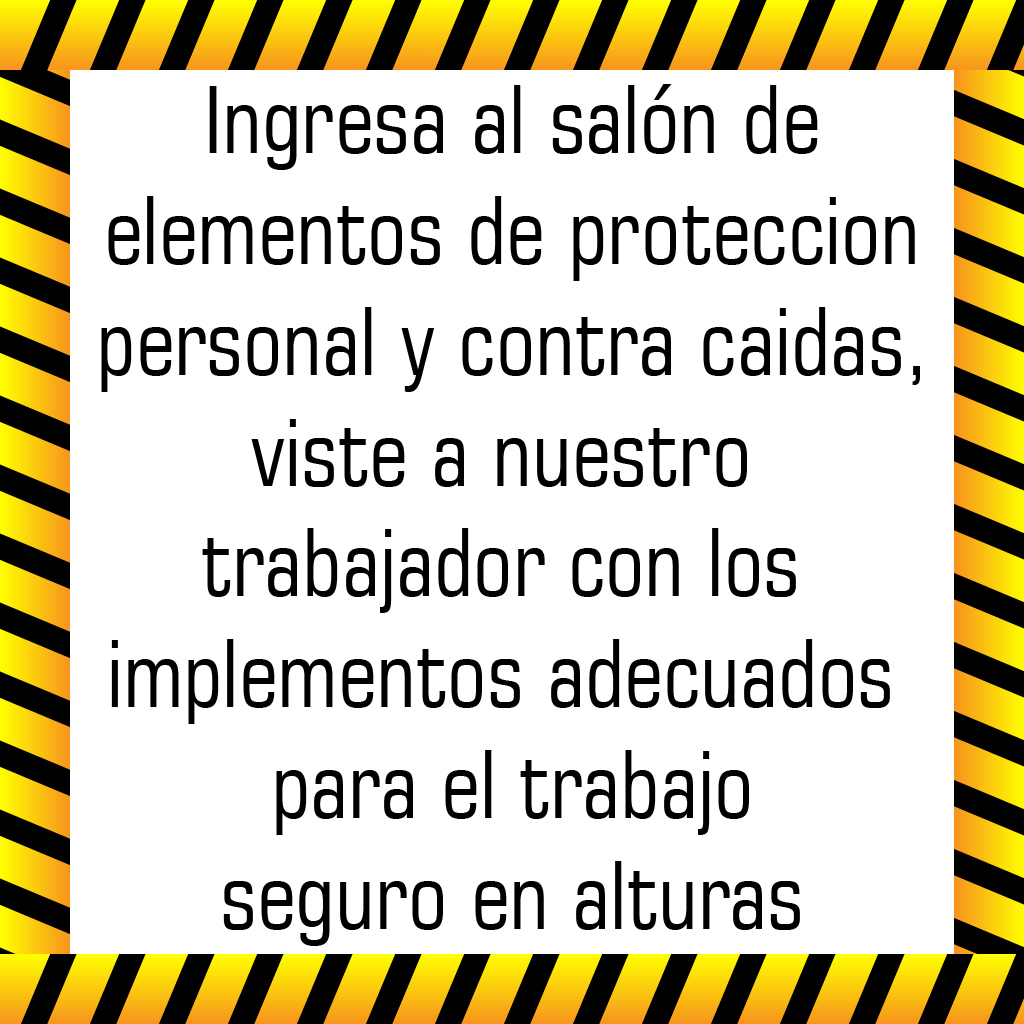 Ingresa al salón de
elementos de proteccion
personal y contra caidas,
viste a nuestro
trabajador con los
implementos adecuados
para el trabajo
seguro en alturas